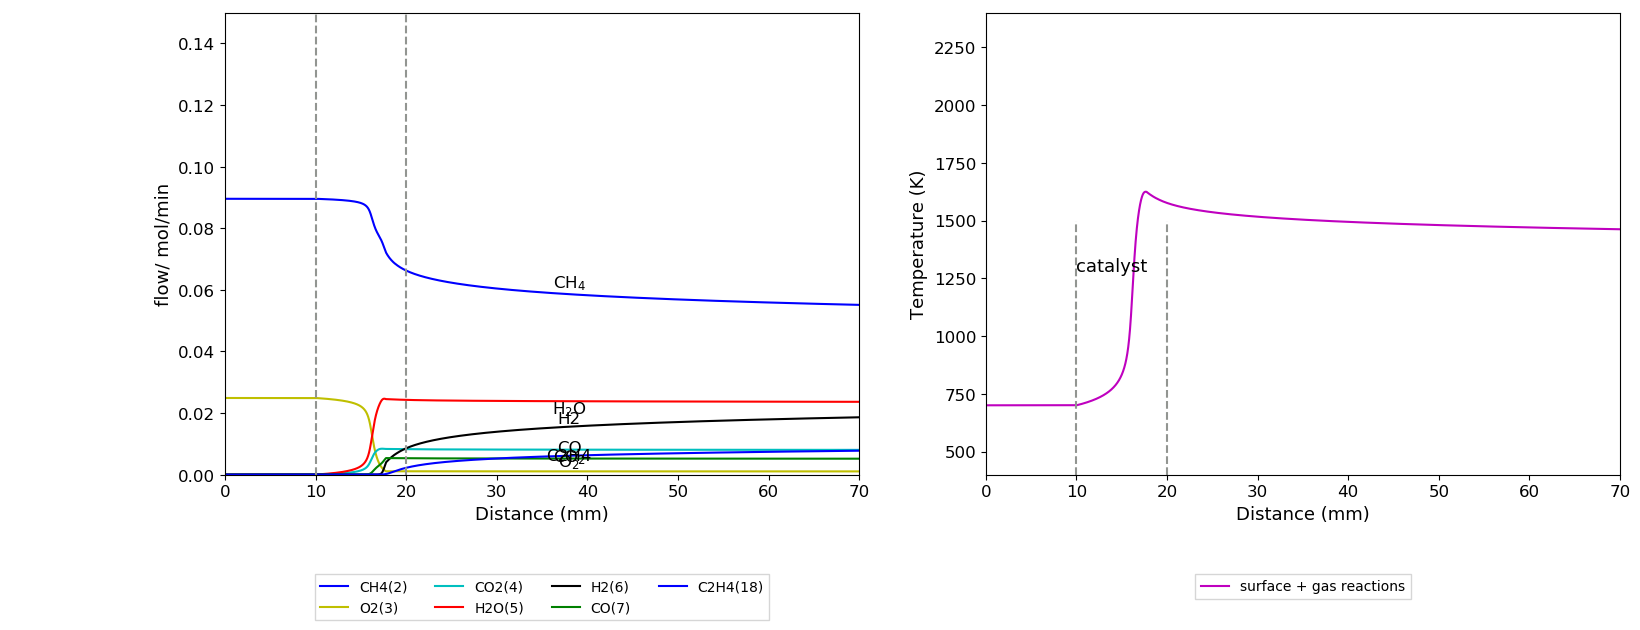 0.14
0.12
0.10
0.08
0.06
0.04
0.02
0.00
flow/ mol/min
0 10 20 30 40 50 60 70
Distance (mm)
CH4
H2O
H2
CO
O2
CH4(2) CO2(4) H2(6) C2H4(18)
O2(3) H2O(5) CO(7)
2250
2000
1750
1500
1250
1000
750
500
Temperature (K)
catalyst
0 10 20 30 40 50 60 70
Distance (mm)
surface + gas reactions